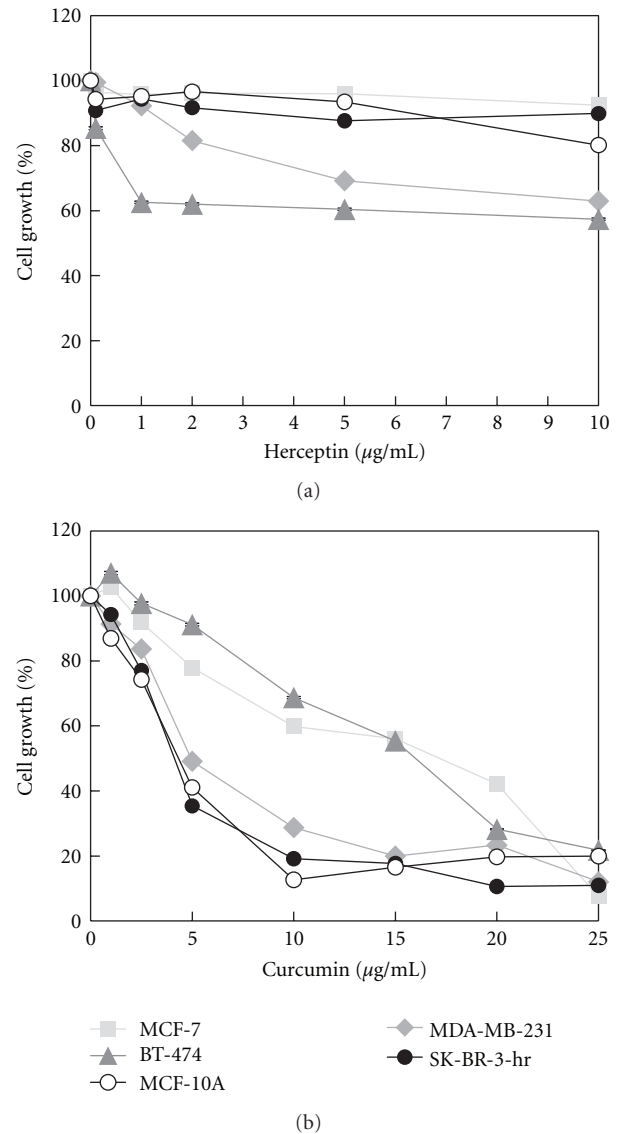 120
100
80
60
40
20
0
Cell growth (%)
0 1 2 3 4 5 6 7 8 9 10
Herceptin (μg/mL)
(a)
120
100
80
60
40
20
0
Cell growth (%)
0 5 10 15 20 25
Curcumin (μg/mL)
MCF-7
BT-474
MCF-10A
MDA-MB-231
SK-BR-3-hr
(b)